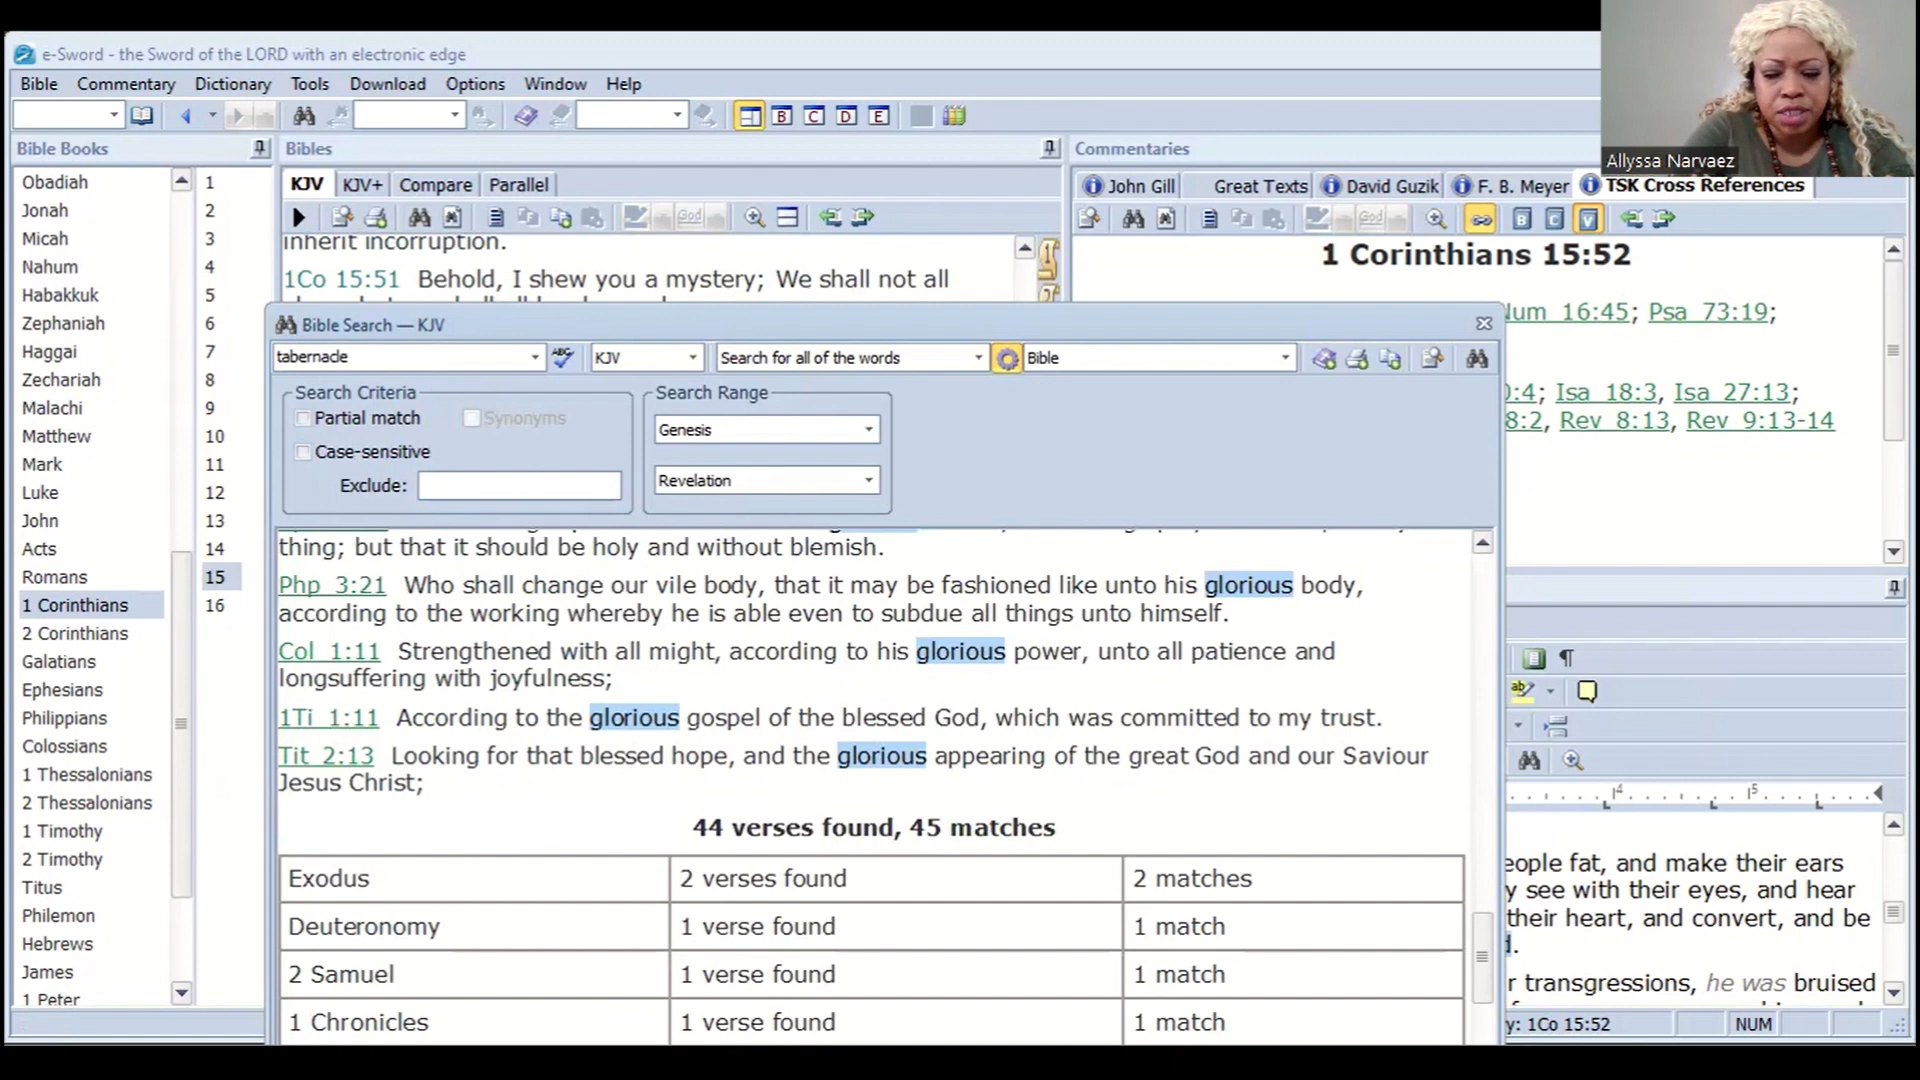 e-Sword - the Sword of the LORD with an electronic edge
Bible Commentary Dictionary Tools Download Options Window Help
B C D E
Allyssa Narvaez
Bible Books
Bibles
Commentaries
KJV KJV+ Compare Parallel
John Gill Great Texts David Guzik F. B. Meyer TSK Cross References
God
God B C V
Obadiah
Jonah
Micah
Nahum
Habakkuk
Zephaniah
Haggai
Zechariah
Malachi
Matthew
Mark
Luke
John
Acts
Romans
1 Corinthians
2 Corinthians
Galatians
Ephesians
Philippians
Colossians
1 Thessalonians
2 Thessalonians
1 Timothy
2 Timothy
Titus
Philemon
Hebrews
James
1 Peter
1
2
3
4
5
6
7
8
9
10
11
12
13
14
15
16
inherit incorruption.
1Co 15:51 Behold, I shew you a mystery; We shall not all
1 Corinthians 15:52
Num 16:45; Psa 73:19;
0:4; Isa 18:3, Isa 27:13;
8:2, Rev 8:13, Rev 9:13-14
Bible Search — KJV
tabernacle ABC KJV Search for all of the words Bible
Search Criteria
Partial match Synonyms
Case-sensitive
Exclude:
Search Range
Genesis
Revelation
thing; but that it should be holy and without blemish.
Php 3:21 Who shall change our vile body, that it may be fashioned like unto his glorious body,
according to the working whereby he is able even to subdue all things unto himself.
Col 1:11 Strengthened with all might, according to his glorious power, unto all patience and
longsuffering with joyfulness;
1Ti 1:11 According to the glorious gospel of the blessed God, which was committed to my trust.
Tit 2:13 Looking for that blessed hope, and the glorious appearing of the great God and our Saviour
Jesus Christ;
44 verses found, 45 matches
Exodus 2 verses found 2 matches
Deuteronomy 1 verse found 1 match
2 Samuel 1 verse found 1 match
1 Chronicles 1 verse found 1 match
ab
4 5
eople fat, and make their ears
y see with their eyes, and hear
their heart, and convert, and be
d.
r transgressions, he was bruised
y: 1Co 15:52 NUM